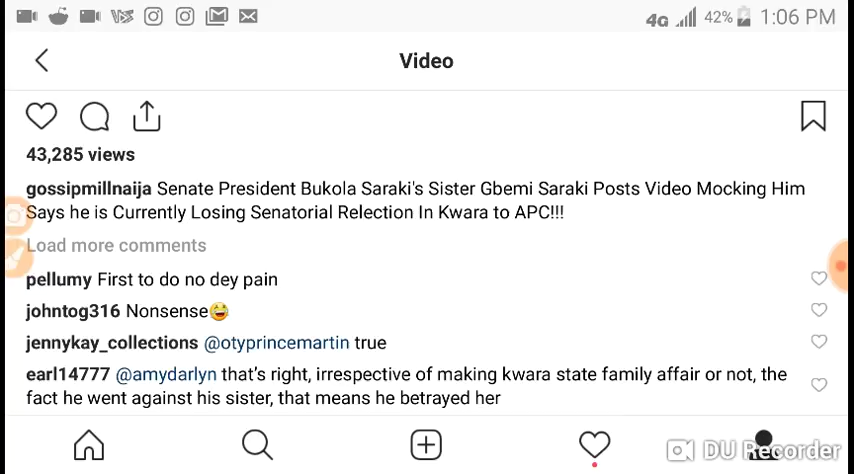 4G 42% 1:06 PM
Video
43,285 views
gossipmillnaija Senate President Bukola Saraki's Sister Gbemi Saraki Posts Video Mocking Him
Says he is Currently Losing Senatorial Relection In Kwara to APC!!!
Load more comments
pellumy First to do no dey pain
johntog316 Nonsense😂
jennykay_collections @otyprincemartin true
earl14777 @amydarlyn that's right, irrespective of making kwara state family affair or not, the
fact he went against his sister, that means he betrayed her
DU Recorder